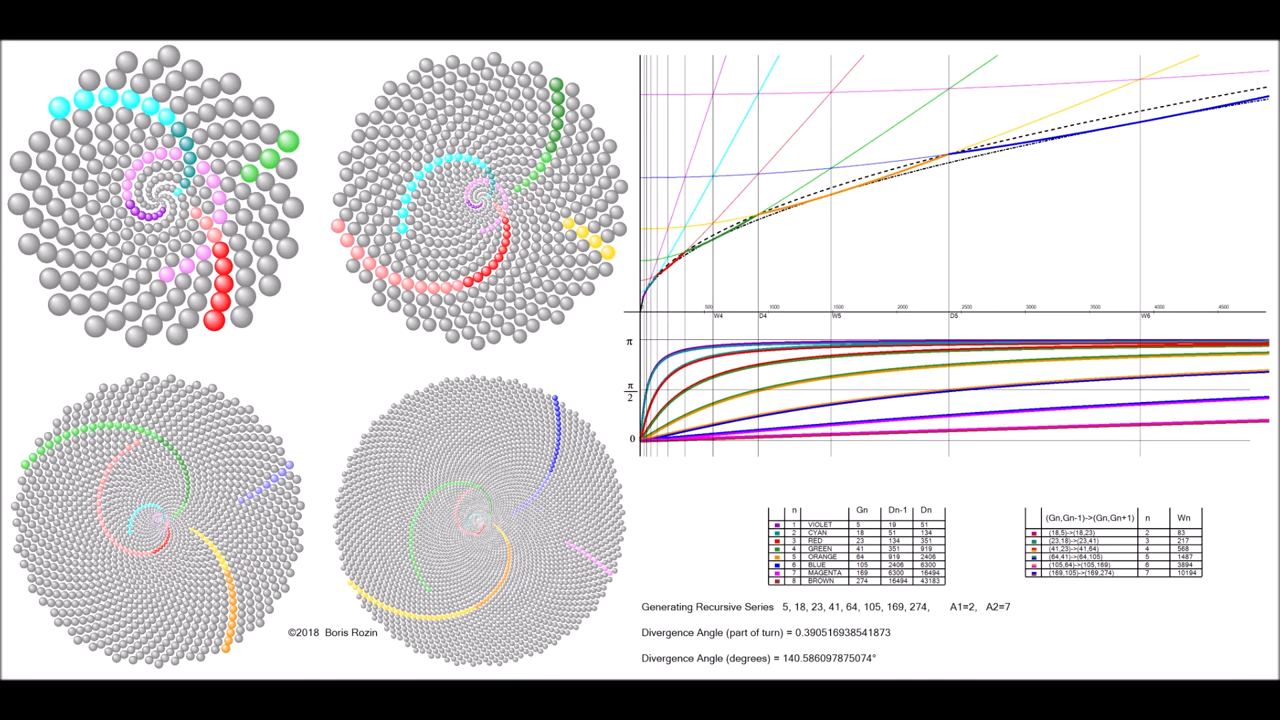 500 1000 1500 2000 2500 3000 3500 4000 4500
W4 D4 W5 D5 W6
π
π
2
0
n Gn Dn-1 Dn
1 VIOLET 5 19 51
2 CYAN 18 51 134
3 RED 23 134 351
4 GREEN 41 351 919
5 ORANGE 64 919 2406
6 BLUE 105 2406 6300
7 MAGENTA 169 6300 16494
8 BROWN 274 16494 43183
(Gn,Gn-1)->(Gn,Gn+1) n Wn
(18,5)->(18,23) 2 83
(23,18)->(23,41) 3 217
(41,23)->(41,64) 4 568
(64,41)->(64,105) 5 1487
(105,64)->(105,169) 6 3894
(169,105)->(169,274) 7 10194
Generating Recursive Series 5, 18, 23, 41, 64, 105, 169, 274, A1=2, A2=7
©2018 Boris Rozin
Divergence Angle (part of turn) = 0.390516938541873
Divergence Angle (degrees) = 140.586097875074°